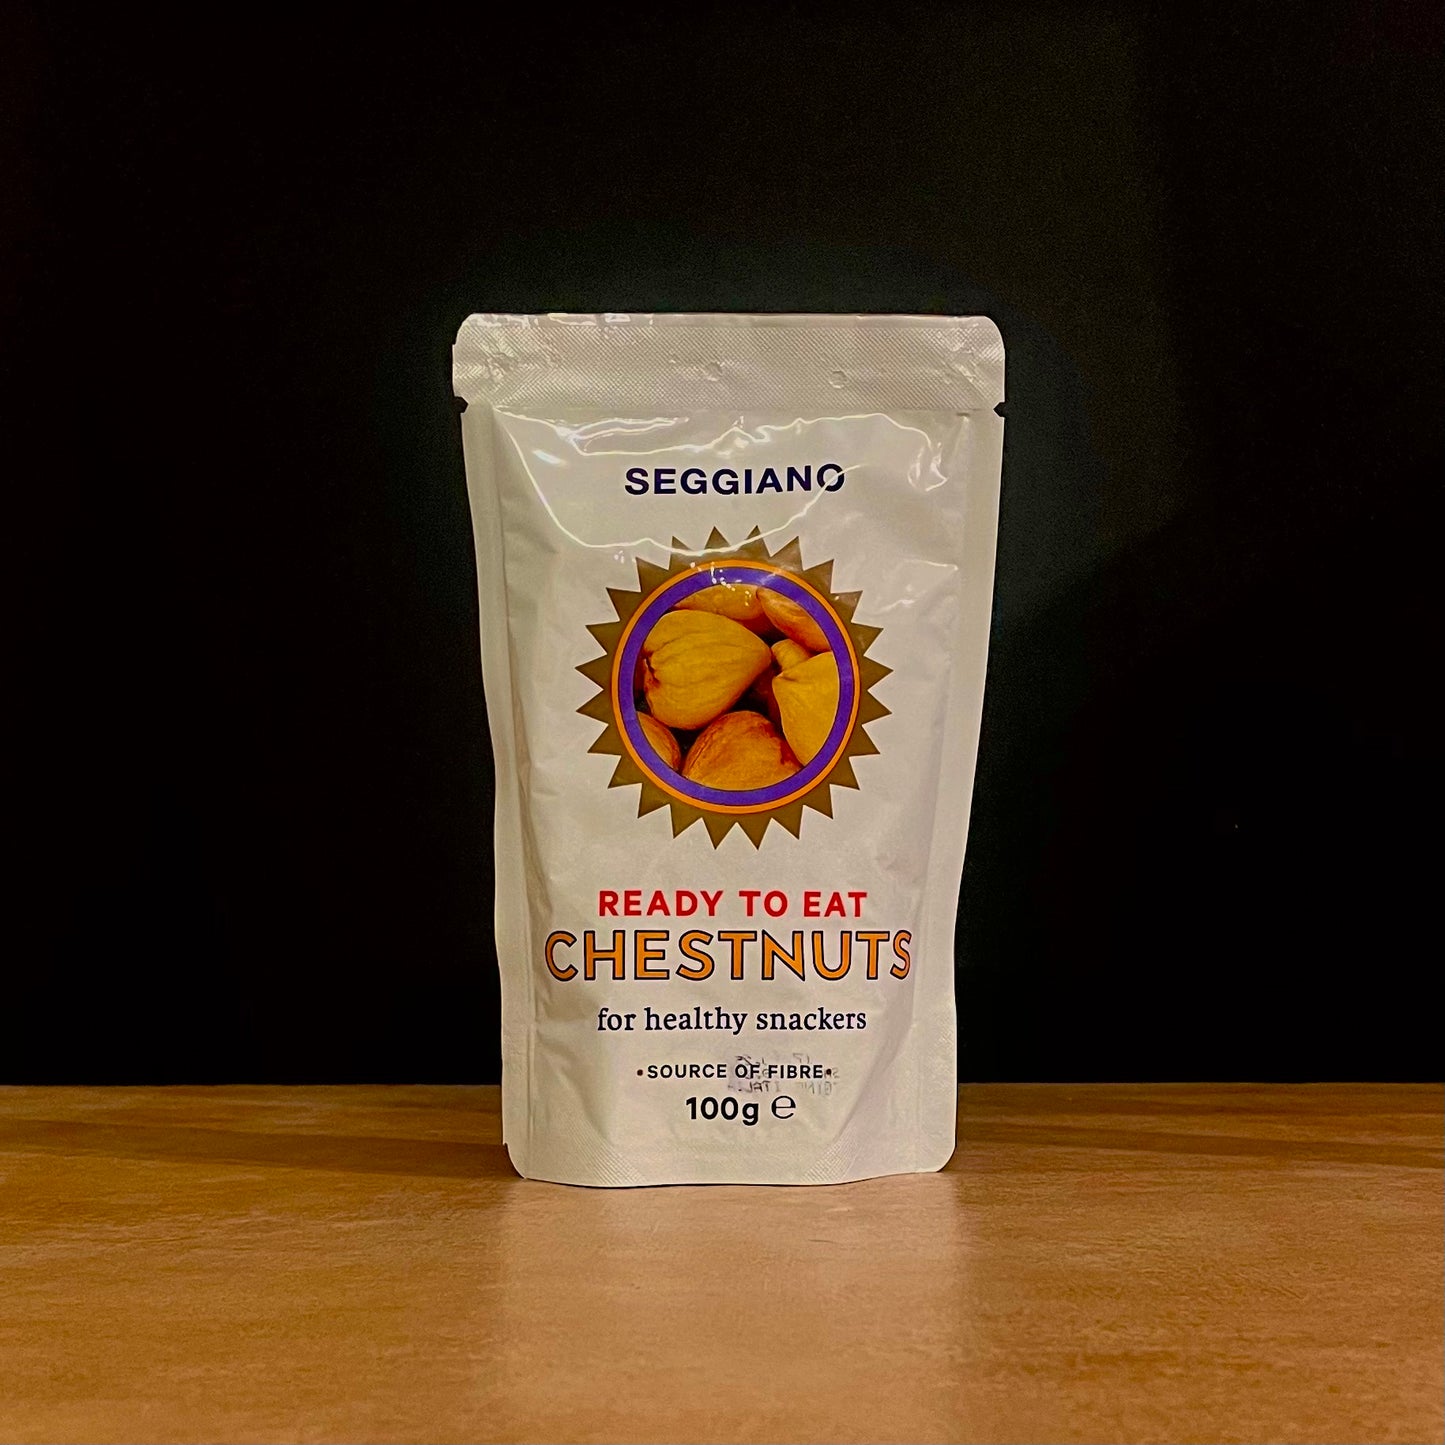 SEGGIANO
READY TO EAT
CHESTNUTS
for healthy snackers
•SOURCE OF FIBRE•
100g ℮